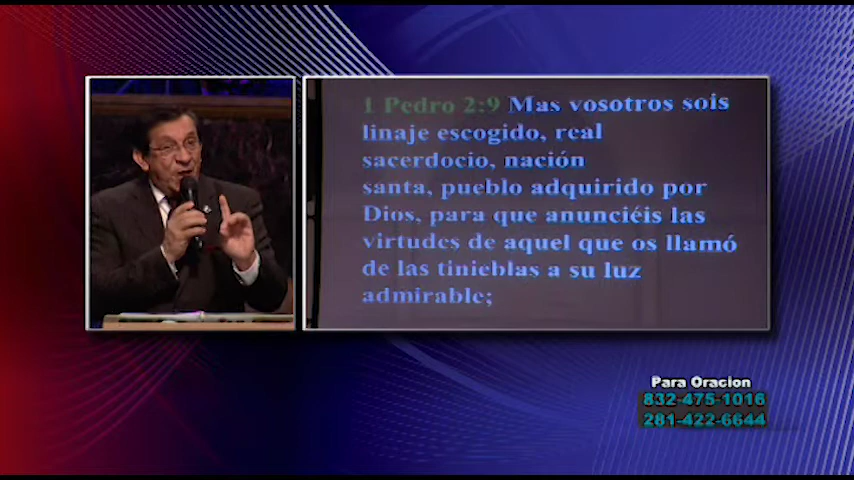 1 Pedro 2:9 Mas vosotros sois
linaje escogido, real
sacerdocio, nación
santa, pueblo adquirido por
Dios, para que anunciéis las
virtudes de aquel que os llamó
de las tinieblas a su luz
admirable;
Para Oracion
832-475-1016
281-422-6644